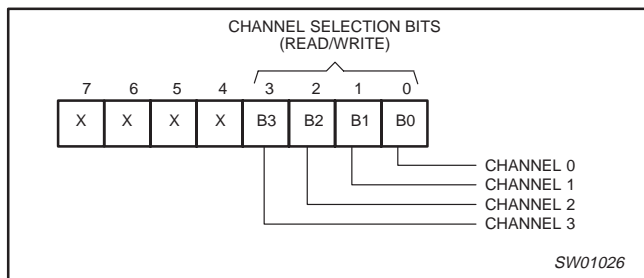 CHANNEL SELECTION BITS
(READ/WRITE)
7 6 5 4 3 2 1 0
X X X X B3 B2 B1 B0
CHANNEL 0
CHANNEL 1
CHANNEL 2
CHANNEL 3
SW01026